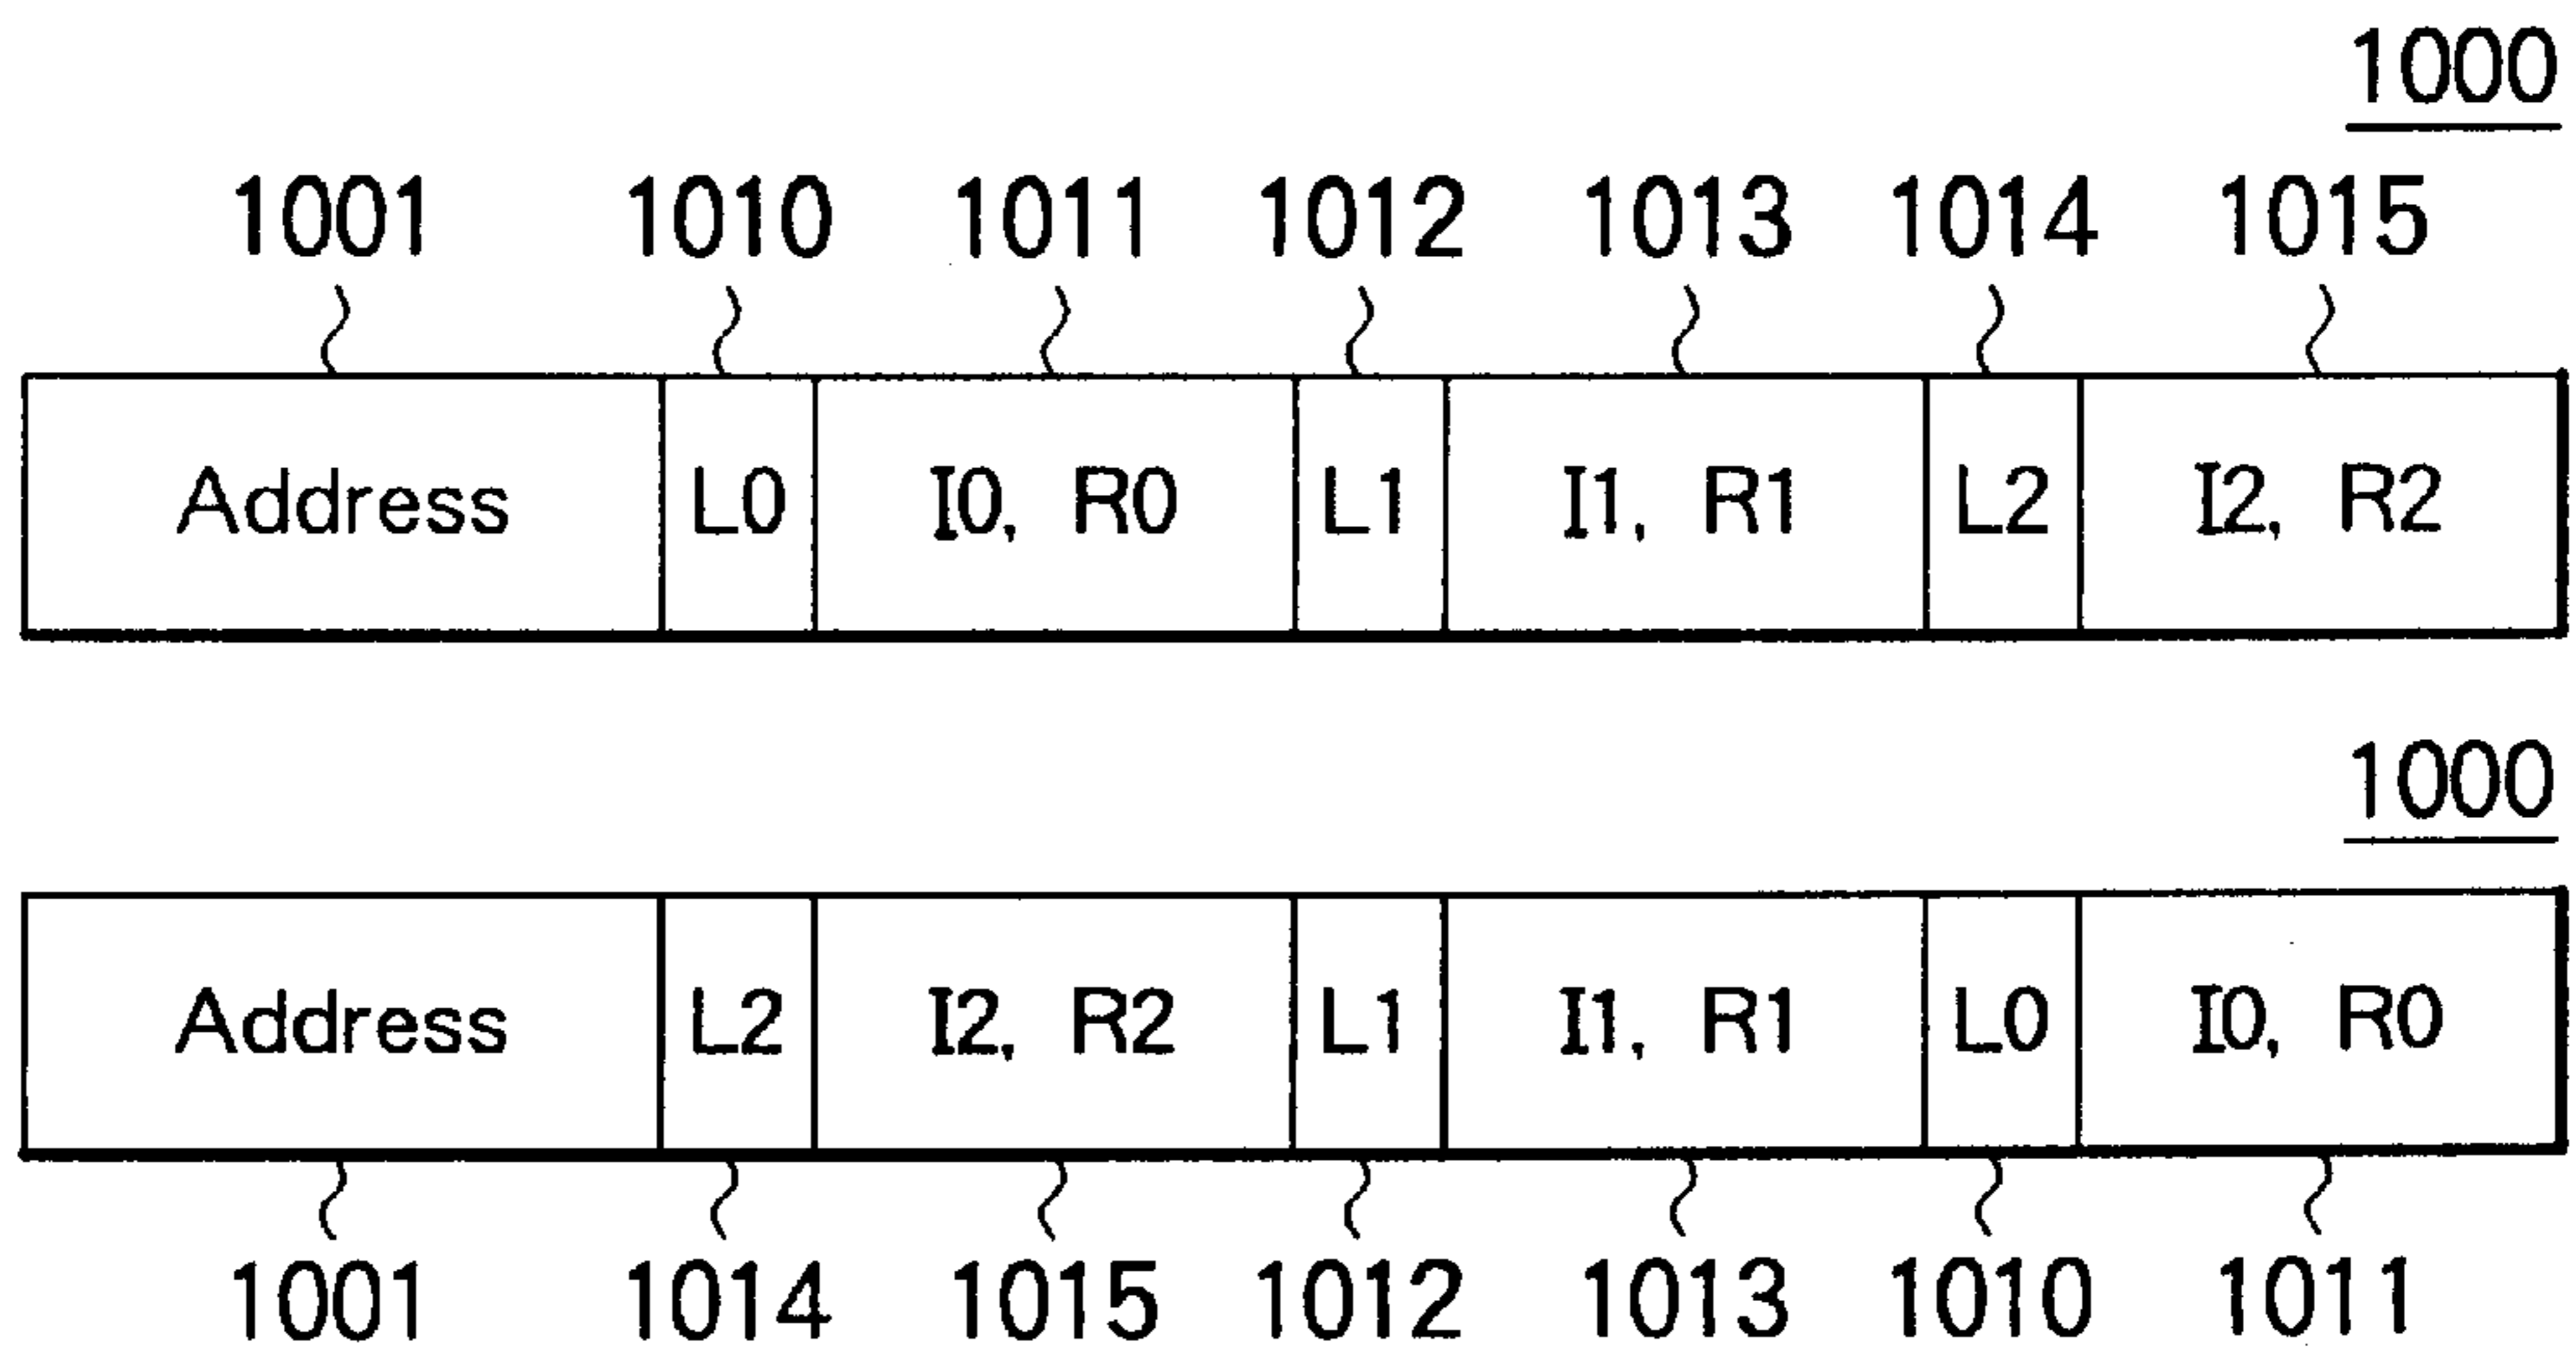 1000
1001 1010 1011 1012 1013 1014 1015
Address L0 I0, R0 L1 I1, R1 L2 I2, R2
1000
Address L2 I2, R2 L1 I1, R1 L0 I0, R0
1001 1014 1015 1012 1013 1010 1011